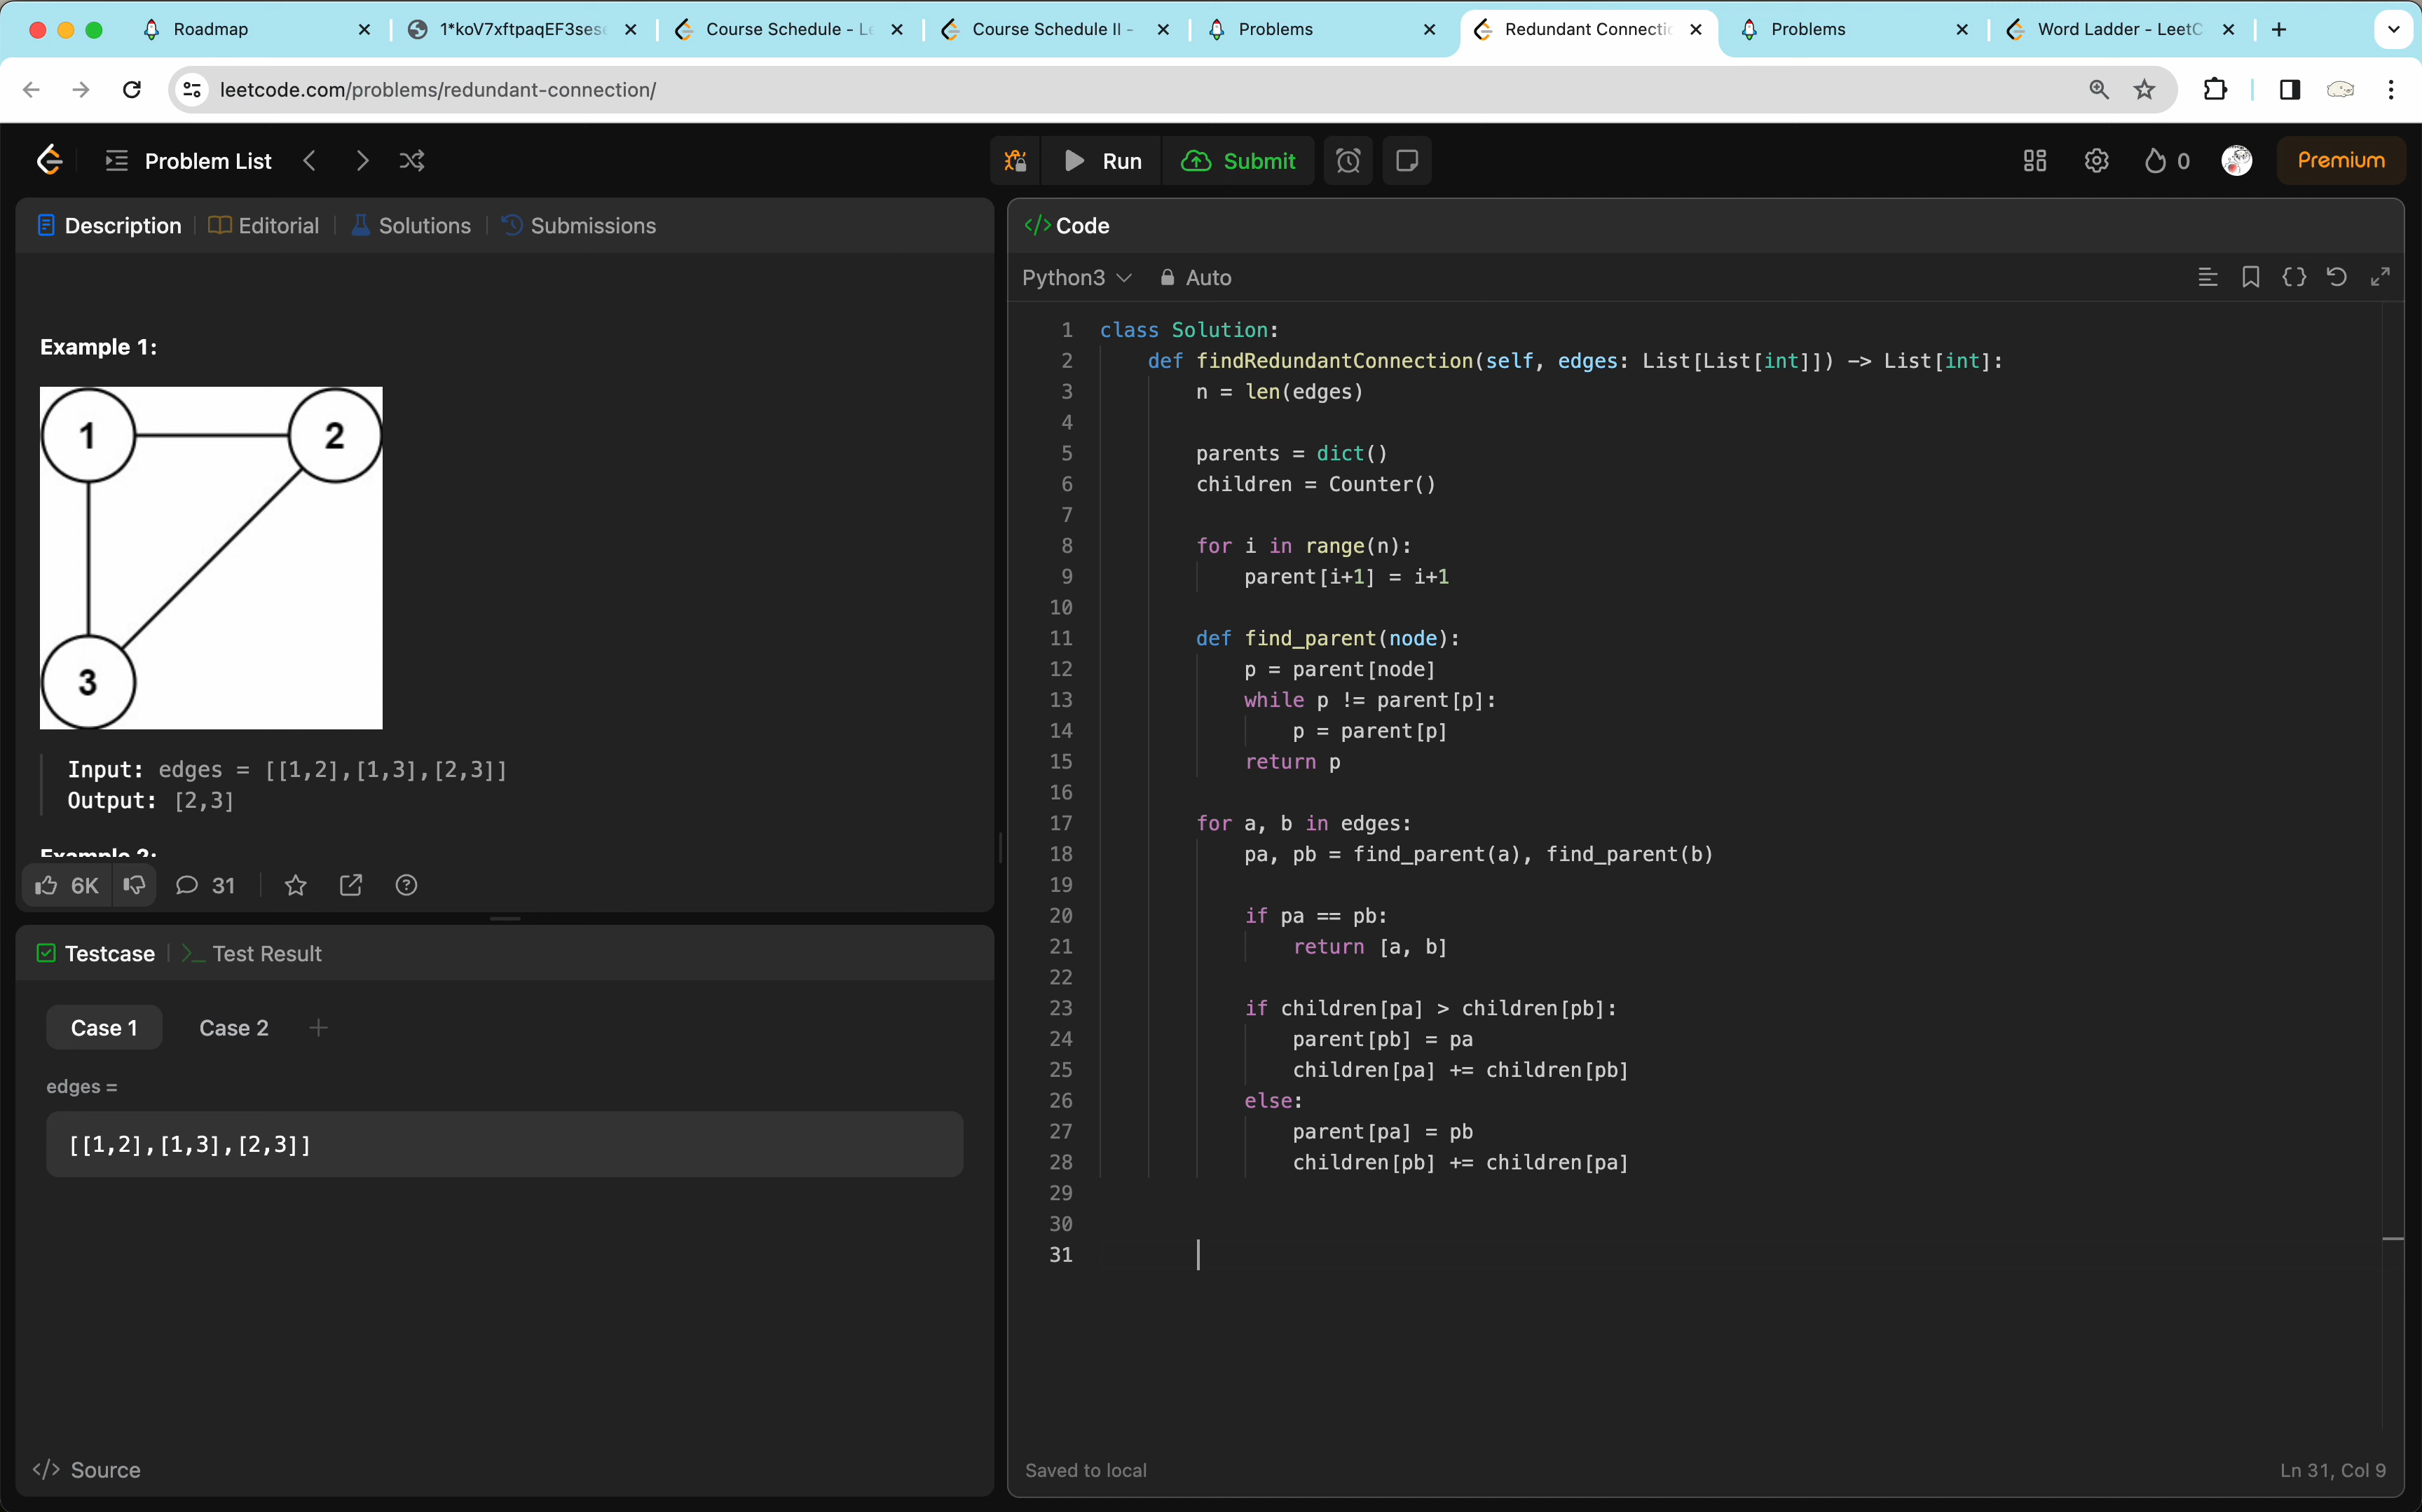 Roadmap
1*koV7xftpaqEF3sese
Course Schedule - Le
Course Schedule II -
Problems
Redundant Connectio
Problems
Word Ladder - LeetC
leetcode.com/problems/redundant-connection/
Problem List
Run
Submit
0
Premium
Description
Editorial
Solutions
Submissions
Example 1:
1
2
3
Input: edges = [[1,2],[1,3],[2,3]]
Output: [2,3]
Example 2:
6K
31
Testcase
Test Result
Case 1
Case 2
edges =
[[1,2],[1,3],[2,3]]
Source
Code
Python3
Auto
1 class Solution:
2     def findRedundantConnection(self, edges: List[List[int]]) -> List[int]:
3         n = len(edges)
4
5         parents = dict()
6         children = Counter()
7
8         for i in range(n):
9             parent[i+1] = i+1
10
11         def find_parent(node):
12             p = parent[node]
13             while p != parent[p]:
14                 p = parent[p]
15             return p
16
17         for a, b in edges:
18             pa, pb = find_parent(a), find_parent(b)
19
20             if pa == pb:
21                 return [a, b]
22
23             if children[pa] > children[pb]:
24                 parent[pb] = pa
25                 children[pa] += children[pb]
26             else:
27                 parent[pa] = pb
28                 children[pb] += children[pa]
29
30
31
Saved to local
Ln 31, Col 9